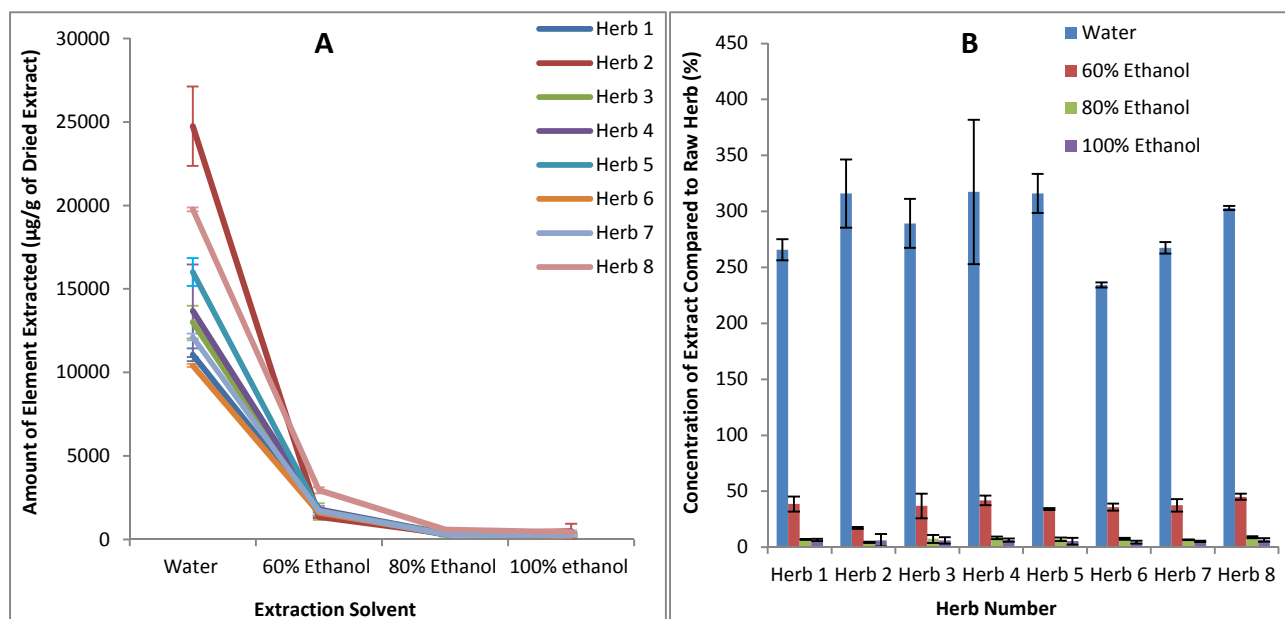 A
Amount of Element Extracted (µg/g of Dried Extract)
30000
25000
20000
15000
10000
5000
0
Water
60% Ethanol
80% Ethanol
100% ethanol
Extraction Solvent
Herb 1
Herb 2
Herb 3
Herb 4
Herb 5
Herb 6
Herb 7
Herb 8
B
Concentration of Extract Compared to Raw Herb (%)
450
400
350
300
250
200
150
100
50
0
Herb 1
Herb 2
Herb 3
Herb 4
Herb 5
Herb 6
Herb 7
Herb 8
Herb Number
Water
60% Ethanol
80% Ethanol
100% Ethanol